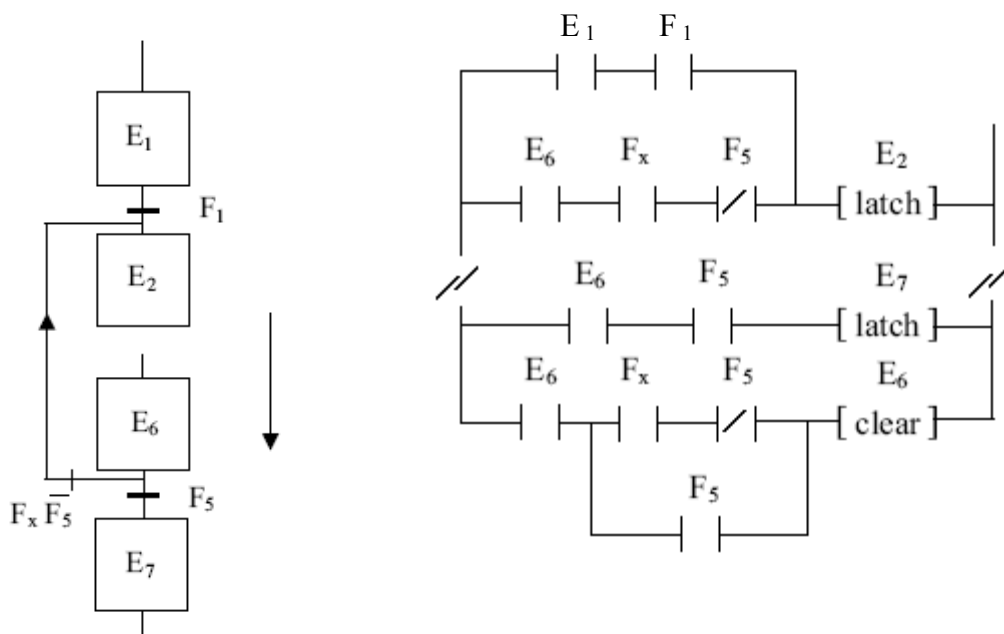 E₁
F₁
E₂
E₆
F₅
Fₓ F̅₅
E₇
E₁ F₁
E₆ Fₓ F₅ E₂
[ latch ]
E₆ F₅ E₇
[ latch ]
E₆ Fₓ F₅ E₆
[ clear ]
F₅